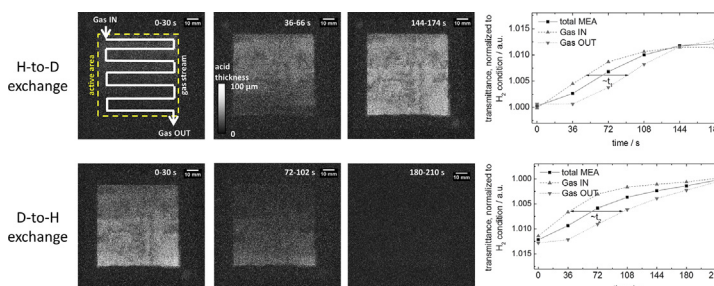 H-to-D
exchange
Gas IN
0-30 s
10 mm
active area
gas stream
Gas OUT
36-66 s
10 mm
acid
thickness
100 µm
0
144-174 s
10 mm
transmittance, normalized to
H₂ condition / a.u.
1.015
1.010
1.005
1.000
total MEA
Gas IN
Gas OUT
0 36 72 108 144
time / s
D-to-H
exchange
0-30 s
10 mm
72-102 s
10 mm
180-210 s
10 mm
transmittance, normalized to
H₂ condition / a.u.
1.000
1.005
1.010
1.015
total MEA
Gas IN
Gas OUT
0 36 72 108 144 180
time / s